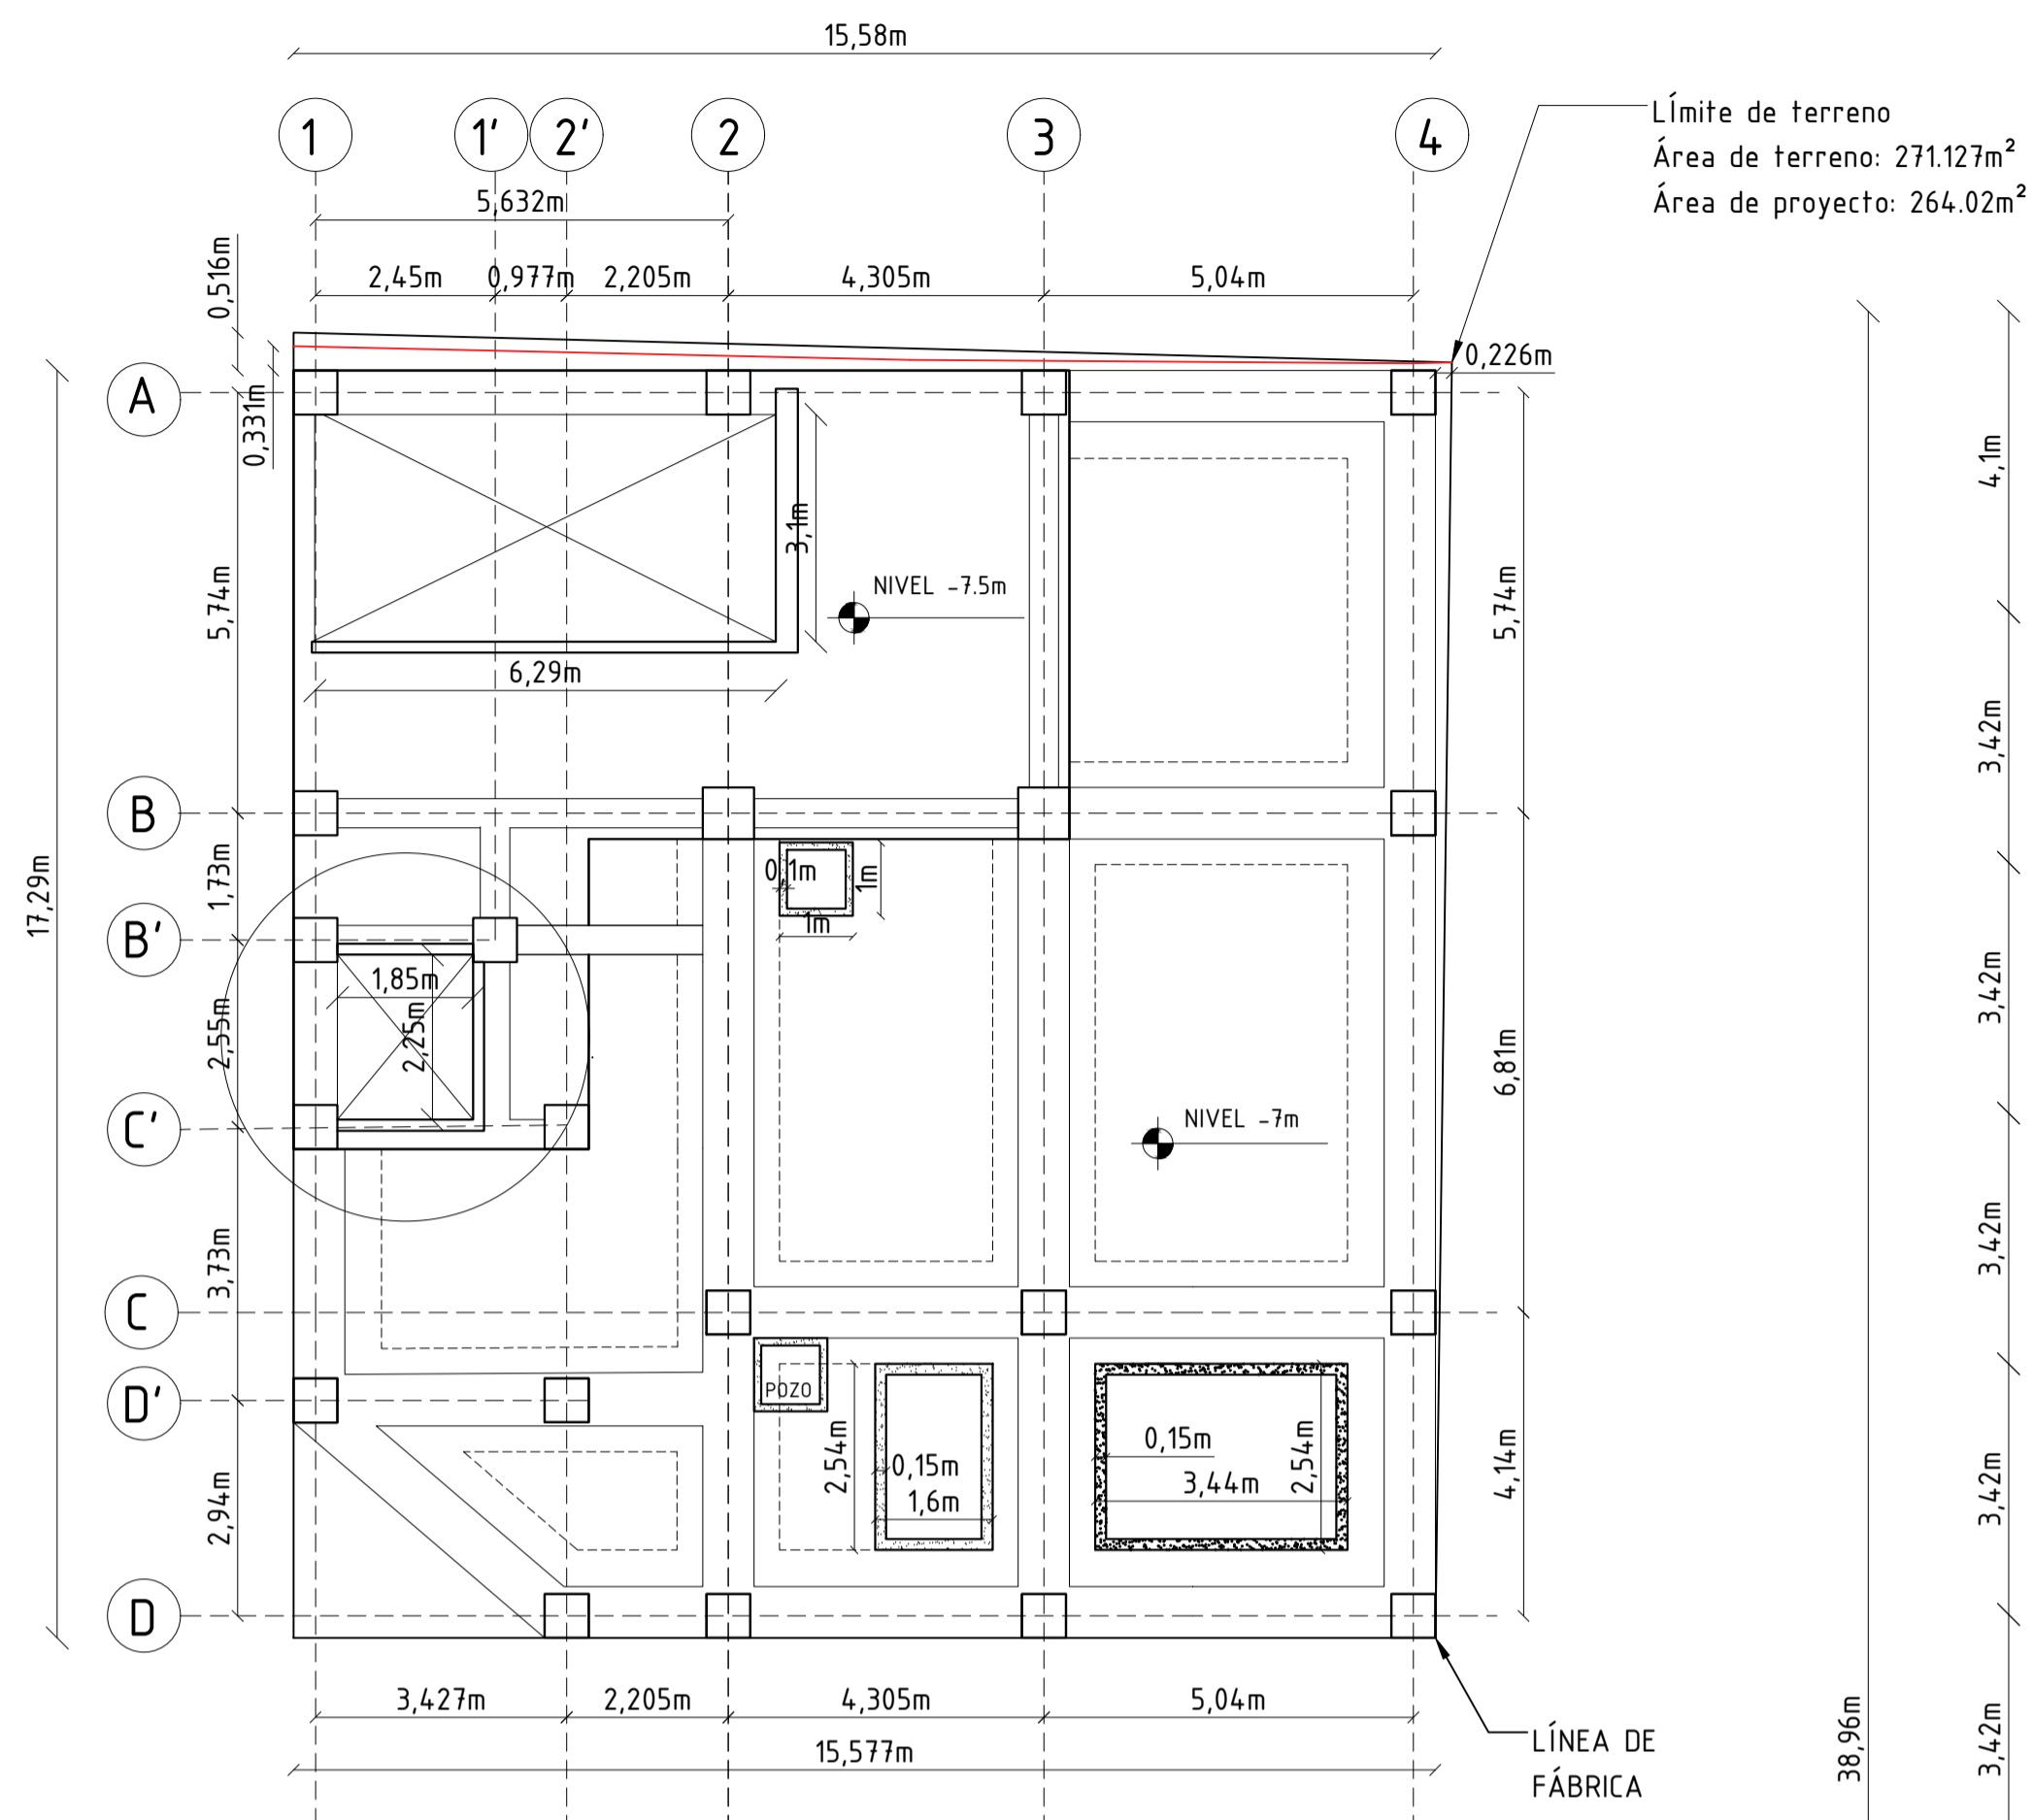 15,58m
1
1'
2'
2
3
4
LÍmite de terreno
Área de terreno: 271.127m²
Área de proyecto: 264.02m²
5,632m
0,516m
2,45m
0,977m
2,205m
4,305m
5,04m
0,226m
A
0,331m
4,1m
3,1m
NIVEL -7.5m
5,74m
5,74m
6,29m
3,42m
B
17,29m
1,73m
0,1m
1m
1m
B'
1,85m
2,25m
2,55m
3,42m
6,81m
C'
NIVEL -7m
3,73m
3,42m
C
D'
POZO
2,54m
0,15m
1,6m
0,15m
3,44m
2,54m
4,14m
2,94m
3,42m
D
3,427m
2,205m
4,305m
5,04m
15,577m
LÍNEA DE
FÁBRICA
38,96m
3,42m